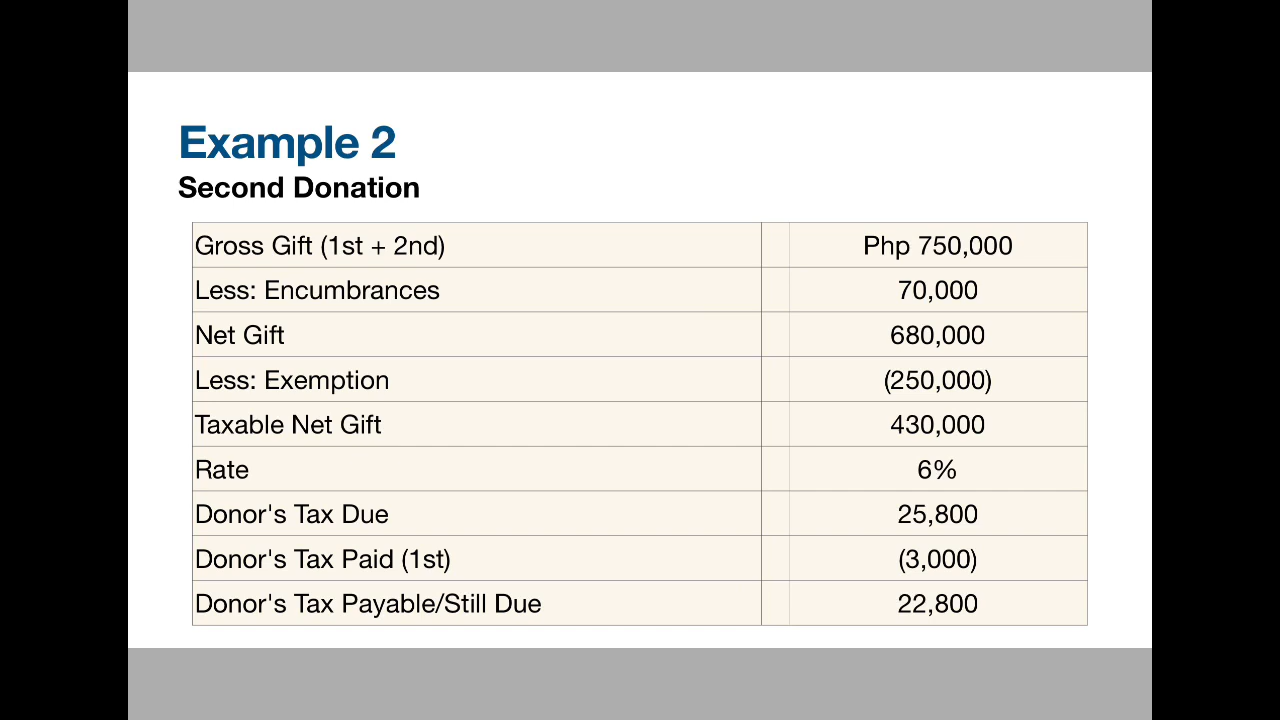 Example 2
Second Donation
Gross Gift (1st + 2nd) Php 750,000
Less: Encumbrances 70,000
Net Gift 680,000
Less: Exemption (250,000)
Taxable Net Gift 430,000
Rate 6%
Donor's Tax Due 25,800
Donor's Tax Paid (1st) (3,000)
Donor's Tax Payable/Still Due 22,800